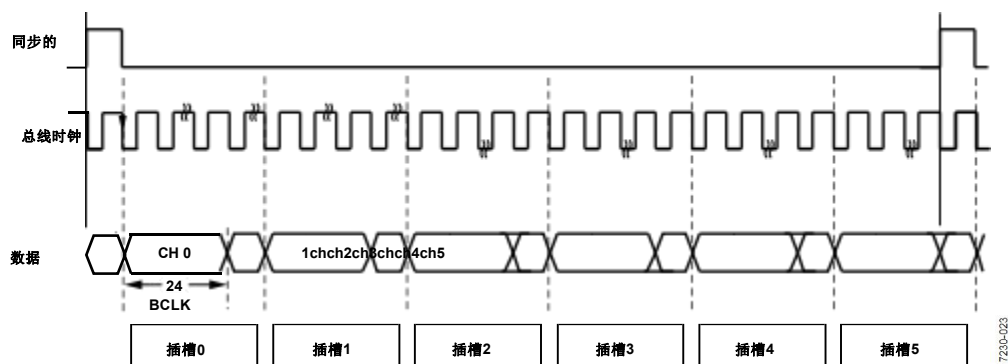 同步的
总线时钟
数据
CH 0
1chch2ch3chch4ch5
24
BCLK
插槽0
插槽1
插槽2
插槽3
插槽4
插槽5
7230-023